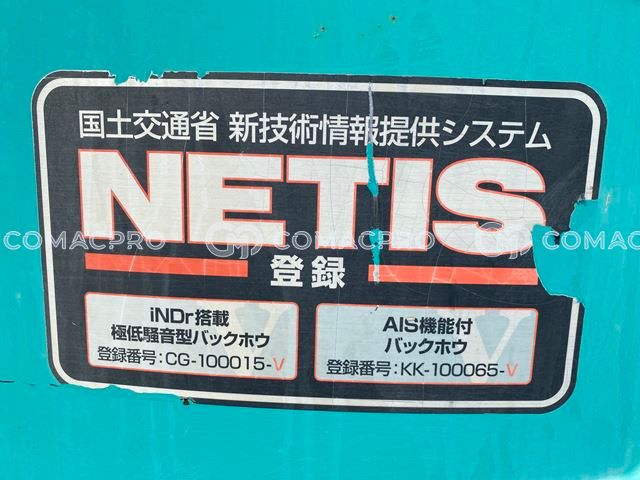 国土交通省 新技術情報提供システム
NETIS
登録
iNDr搭載
極低騒音型バックホウ
登録番号:CG-100015-V
AIS機能付
バックホウ
登録番号:KK-100065-V
COMACPRO COMACPRO COMACPRO